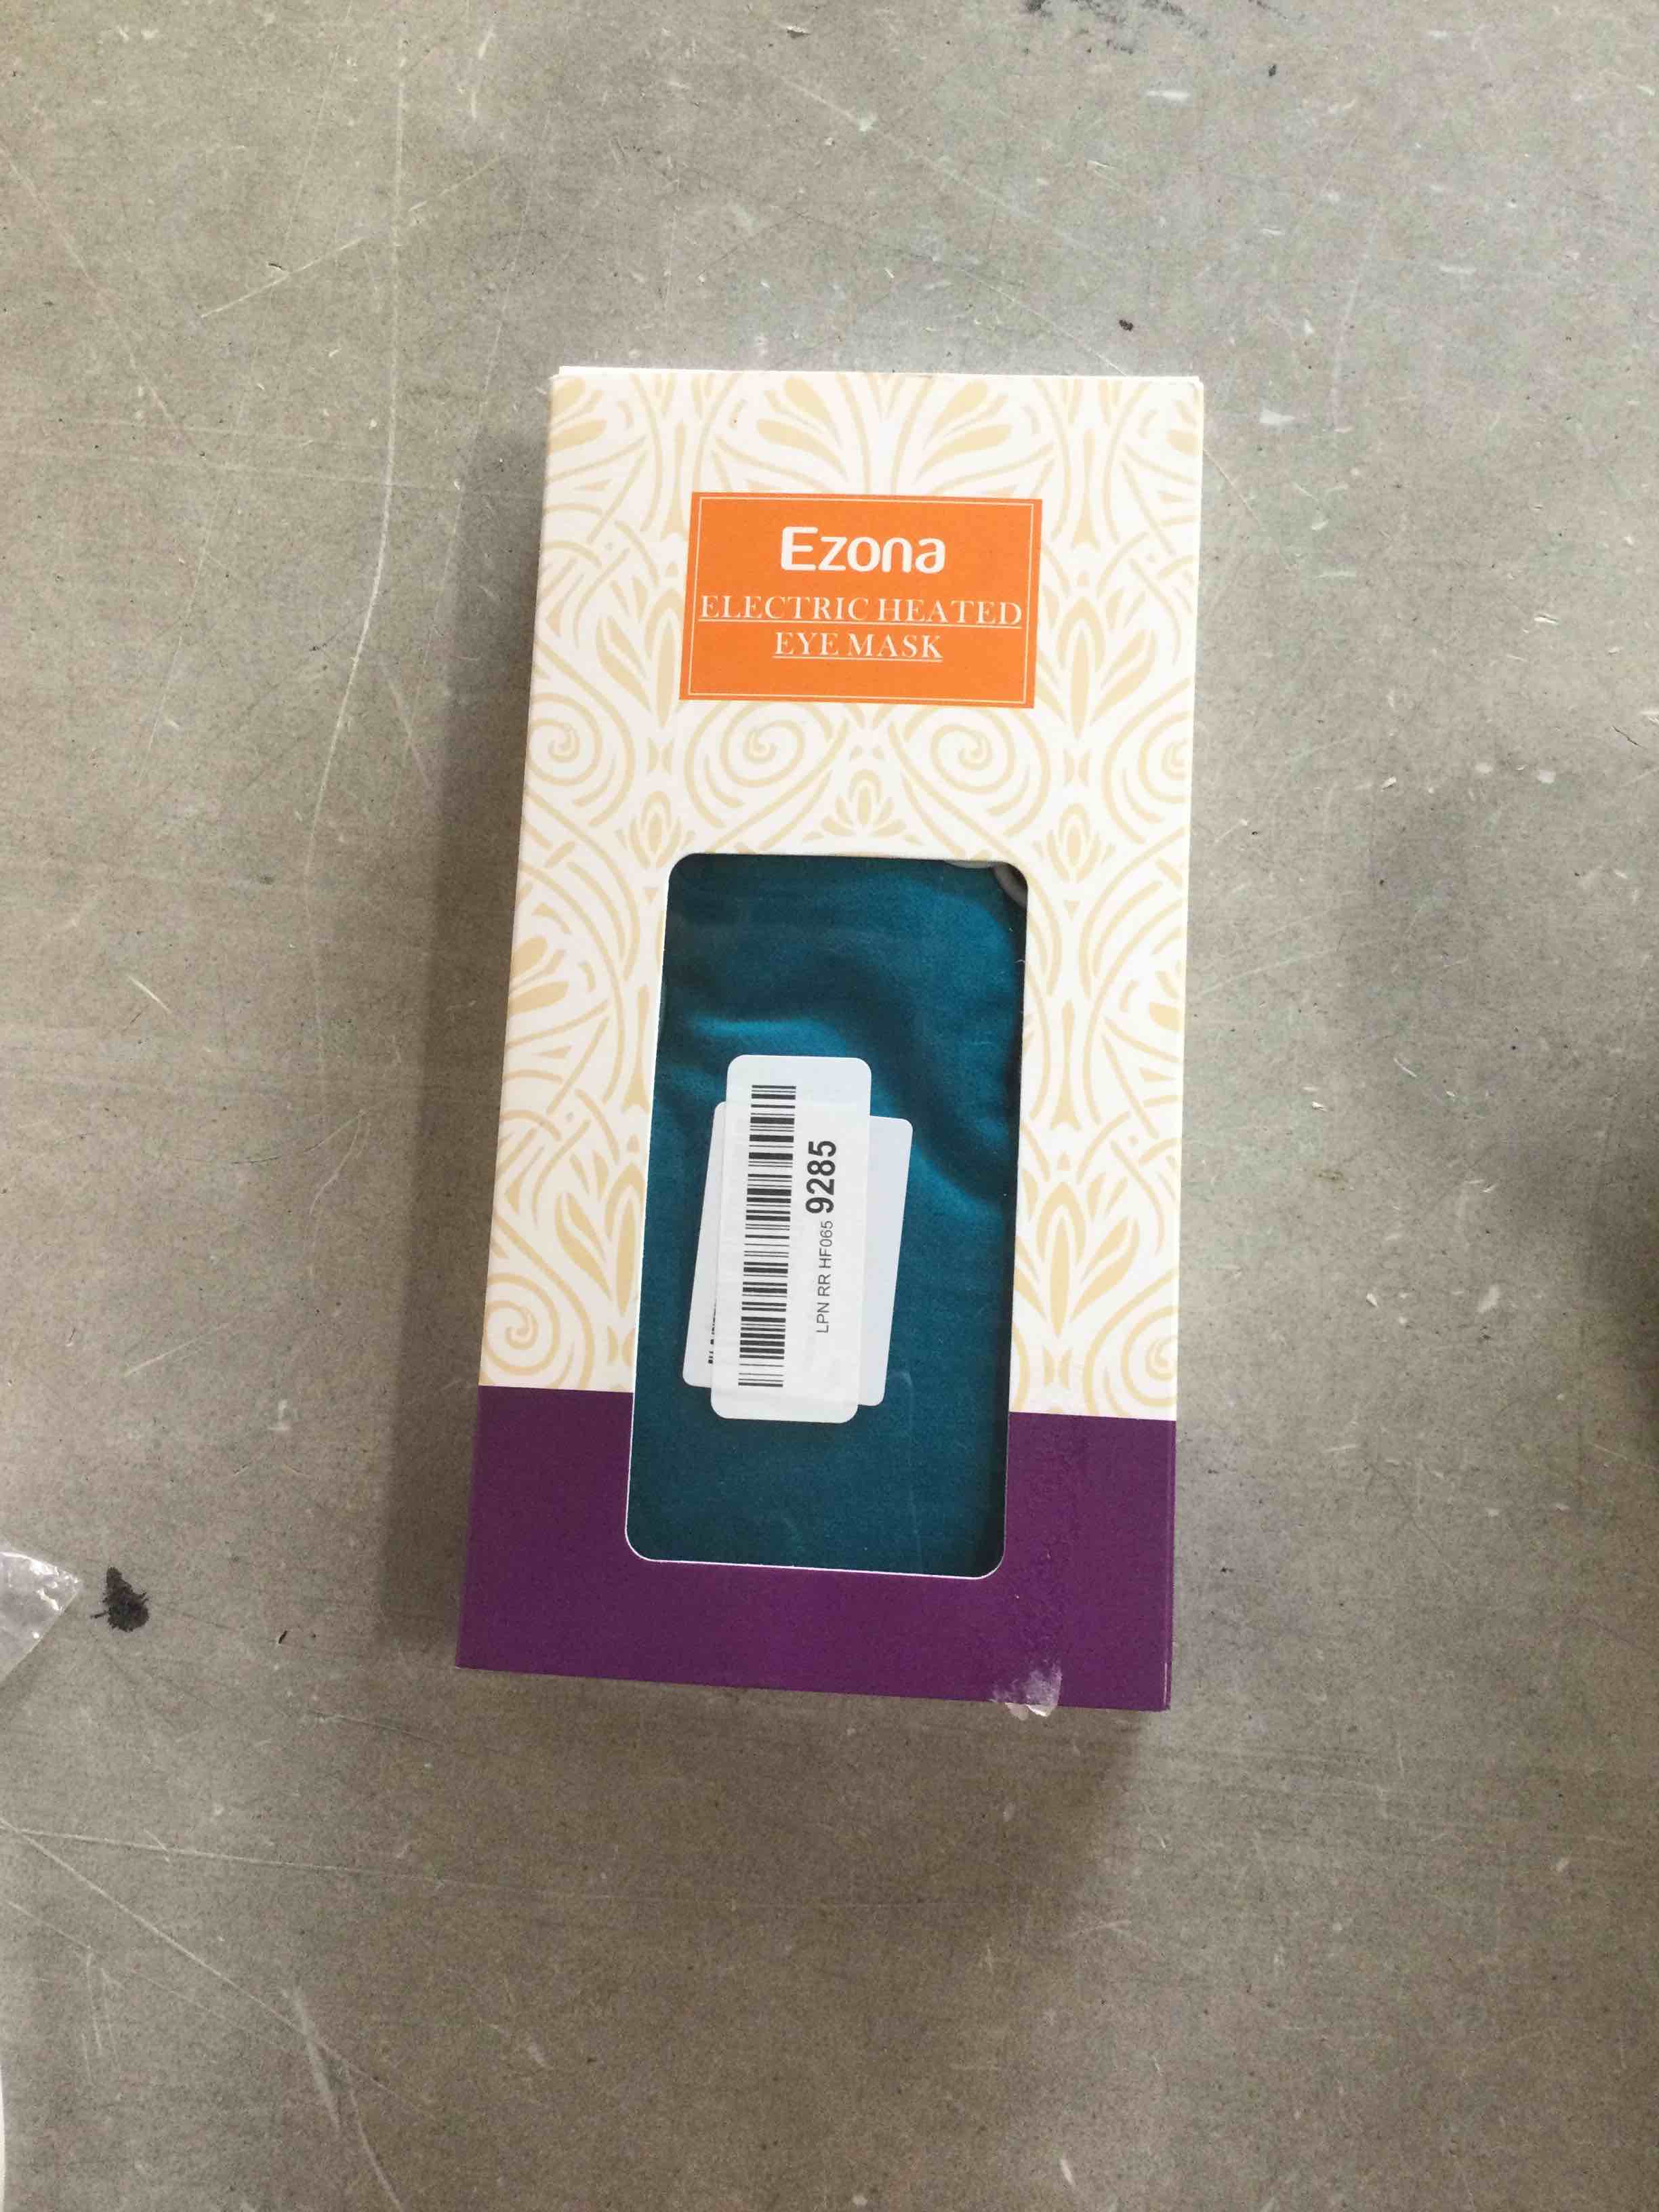 Ezona
ELECTRIC HEATED
EYE MASK
LPN RR HF065 9285